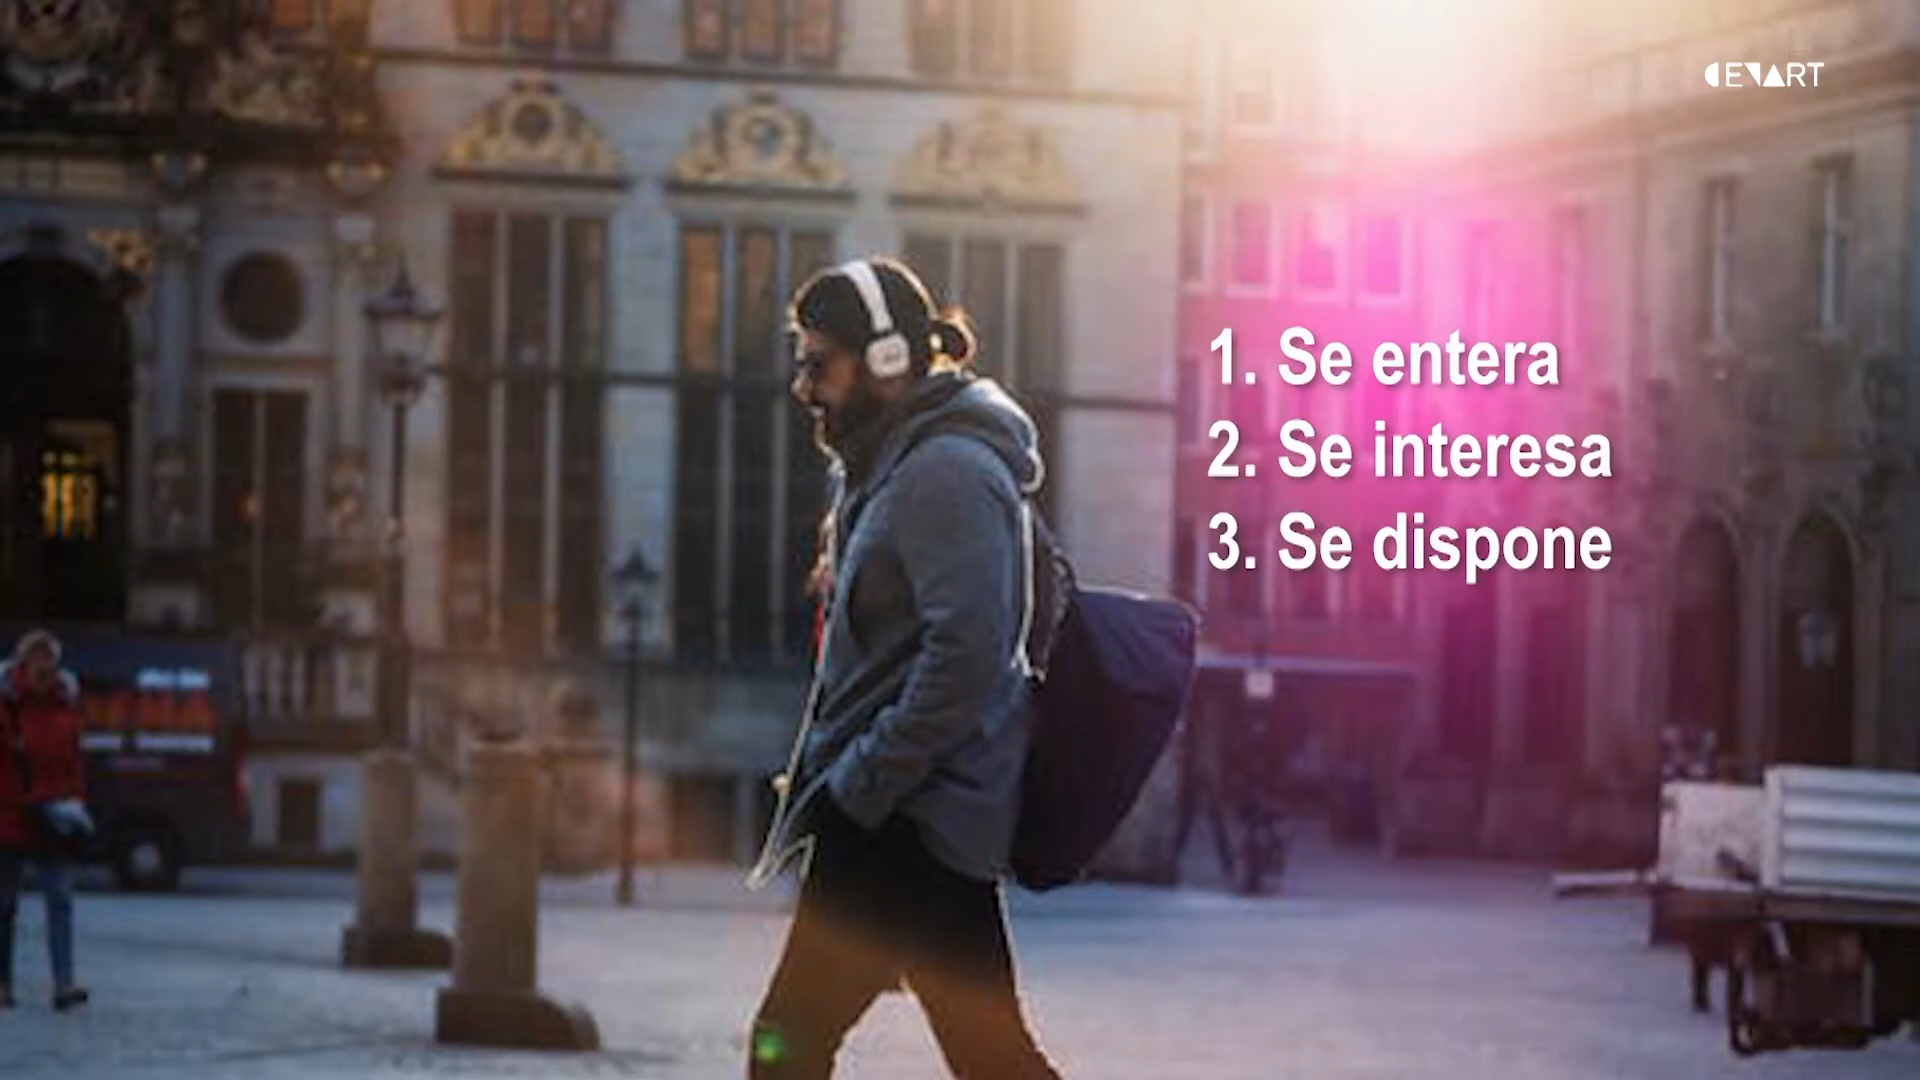 CEVART
1. Se entera
2. Se interesa
3. Se dispone